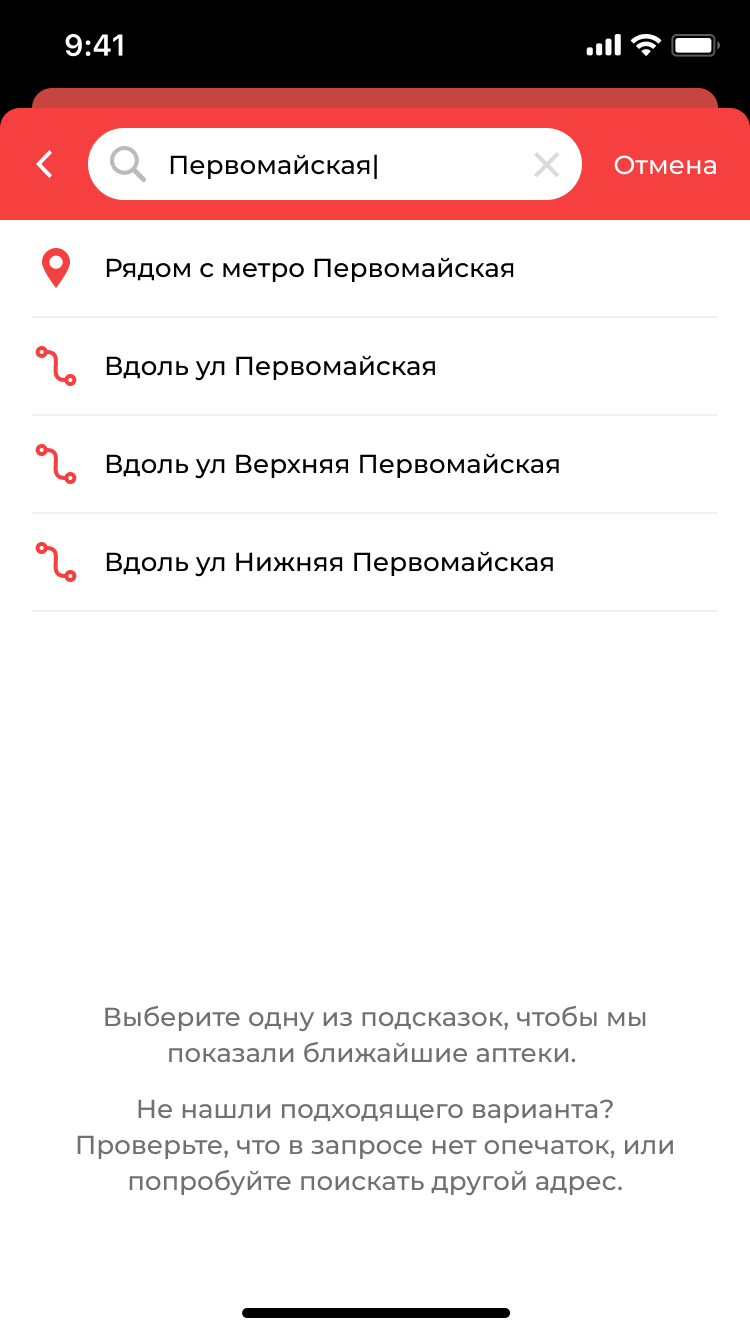 9:41
Первомайская
Отмена
Рядом с метро Первомайская
Вдоль ул Первомайская
Вдоль ул Верхняя Первомайская
Вдоль ул Нижняя Первомайская
Выберите одну из подсказок, чтобы мы
показали ближайшие аптеки.
Не нашли подходящего варианта?
Проверьте, что в запросе нет опечаток, или
попробуйте поискать другой адрес.